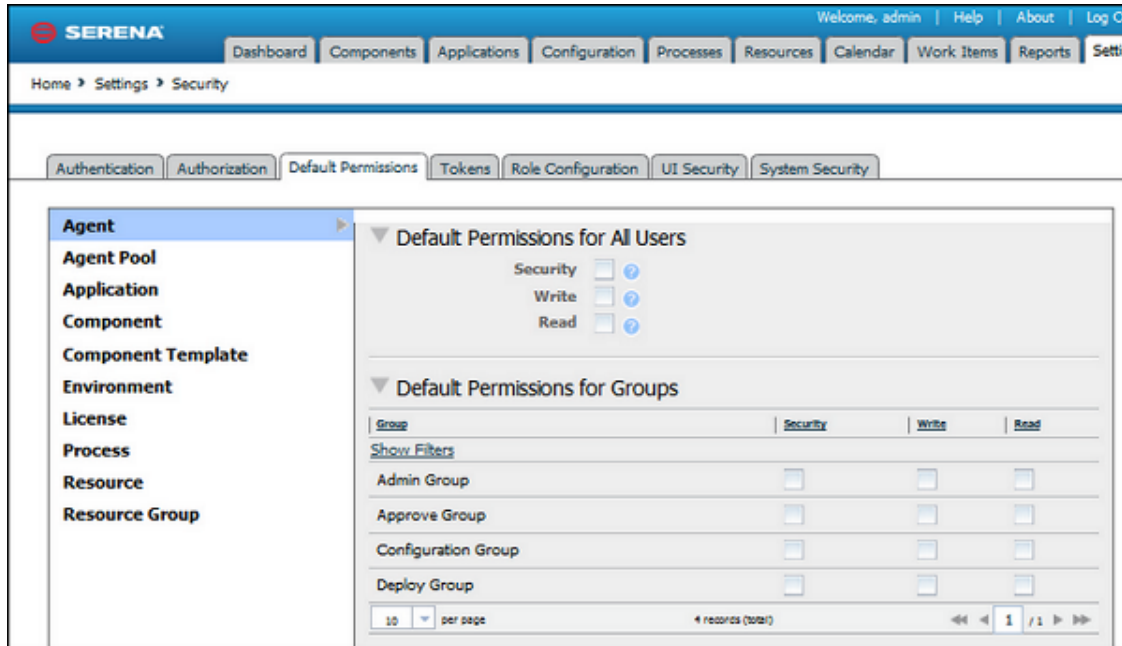 Welcome, admin | Help | About | Log
SERENA
Dashboard Components Applications Configuration Processes Resources Calendar Work Items Reports
Home > Settings > Security
Authentication Authorization Default Permissions Tokens Role Configuration UI Security System Security
Agent
Agent Pool
Application
Component
Component Template
Environment
License
Process
Resource
Resource Group
Default Permissions for All Users
Security ?
Write ?
Read ?
Default Permissions for Groups
Group Security Write Read
Show Filters
Admin Group
Approve Group
Configuration Group
Deploy Group
10 per page 4 records (total) 1 / 1